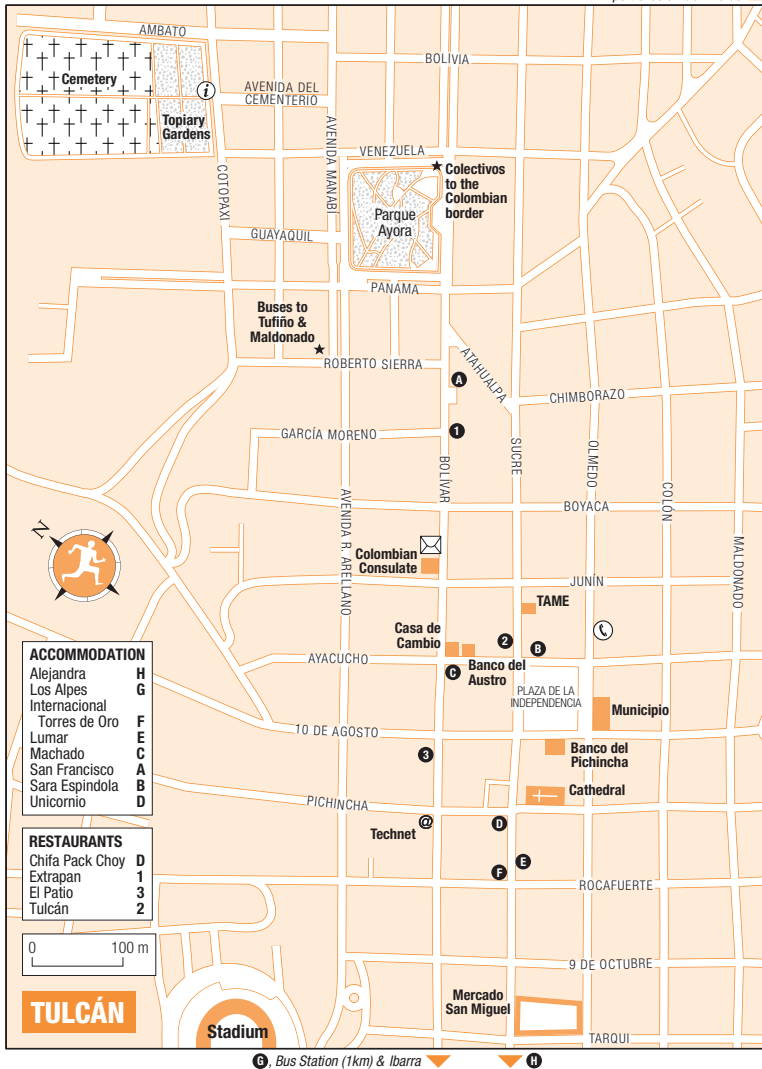 AMBATO
BOLIVIA
Cemetery
i
AVENIDA DEL
CEMENTERIO
Topiary
Gardens
AVENIDA MANABÍ
VENEZUELA
Colectivos
to the
Colombian
border
COTOPAXI
Parque
Ayora
GUAYAQUIL
PANAMA
Buses to
Tufiño &
Maldonado
ATAHUALPA
ROBERTO SIERRA
A
CHIMBORAZO
GARCÍA MORENO
1
SUCRE
OLMEDO
BOLÍVAR
COLÓN
AVENIDA R. ARELLANO
BOYACA
N
MALDONADO
Colombian
Consulate
JUNÍN
TAME
Casa de
Cambio
2
B
AYACUCHO
C
Banco del
Austro
PLAZA DE LA
INDEPENDENCIA
Municipio
10 DE AGOSTO
3
Banco del
Pichincha
Cathedral
PICHINCHA
@
Technet
D
E
F
ROCAFUERTE
9 DE OCTUBRE
Mercado
San Miguel
TARQUI
Stadium
ACCOMMODATION
Alejandra H
Los Alpes G
Internacional
Torres de Oro F
Lumar E
Machado C
San Francisco A
Sara Espindola B
Unicornio D
RESTAURANTS
Chifa Pack Choy D
Extrapan 1
El Patio 3
Tulcán 2
0 100 m
TULCÁN
G, Bus Station (1km) & Ibarra
H